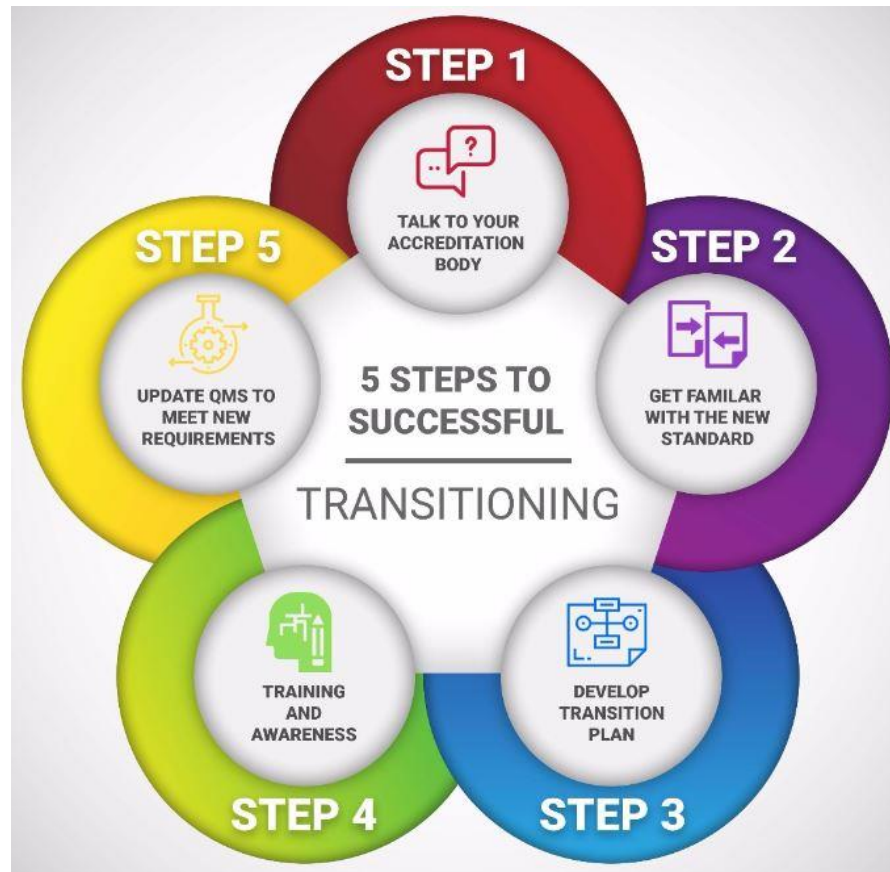 STEP 1
?
TALK TO YOUR
ACCREDITATION
BODY
STEP 2
GET FAMILAR
WITH THE NEW
STANDARD
STEP 3
DEVELOP
TRANSITION
PLAN
STEP 4
TRAINING
AND
AWARENESS
STEP 5
UPDATE QMS TO
MEET NEW
REQUIREMENTS
5 STEPS TO
SUCCESSFUL
TRANSITIONING